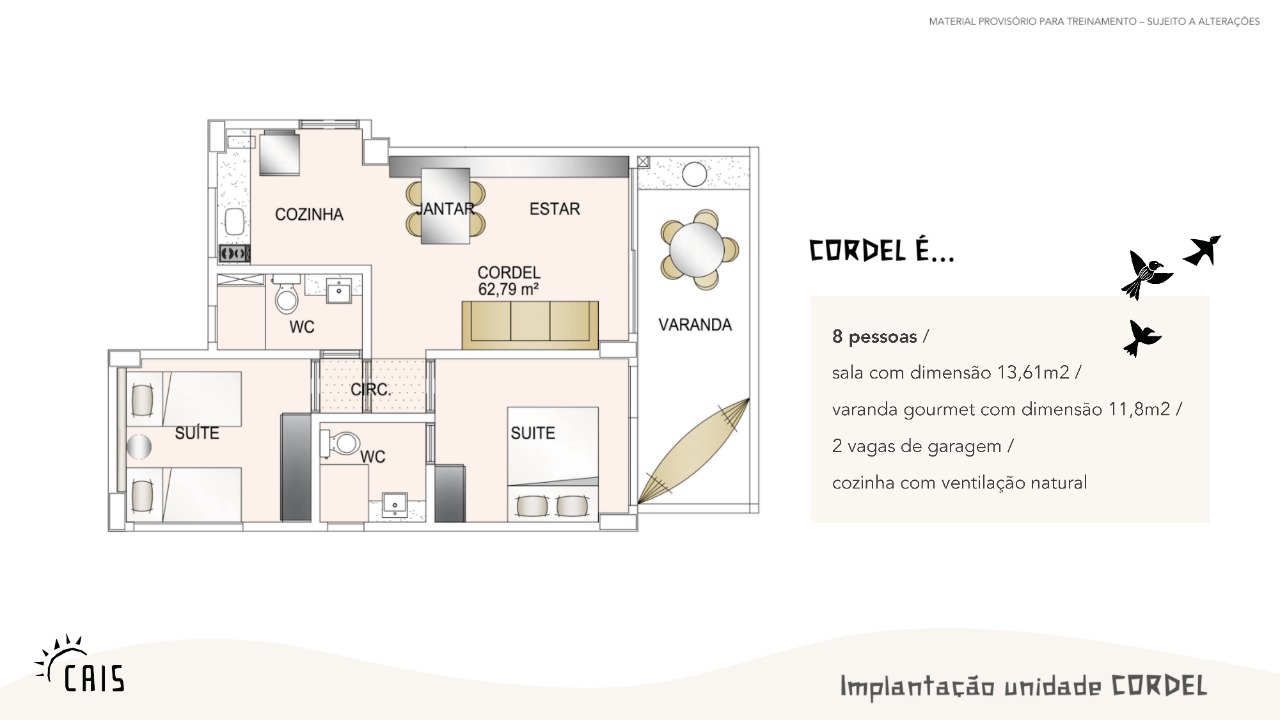 MATERIAL PROVISÓRIO PARA TREINAMENTO – SUJEITO A ALTERAÇÕES
COZINHA
JANTAR
ESTAR
CORDEL
62,79 m²
WC
VARANDA
CIRC.
SUÍTE
WC
SUITE
CORDEL É...
8 pessoas /
sala com dimensão 13,61m2 /
varanda gourmet com dimensão 11,8m2 /
2 vagas de garagem /
cozinha com ventilação natural
CAIS
Implantação unidade CORDEL